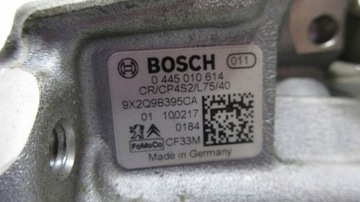 BOSCH 011
0 445 010 614
CR/CP4S2/L75/40
9X2Q9B395CA
01 100217
0184
FoMoCo CF33M
Made in Germany